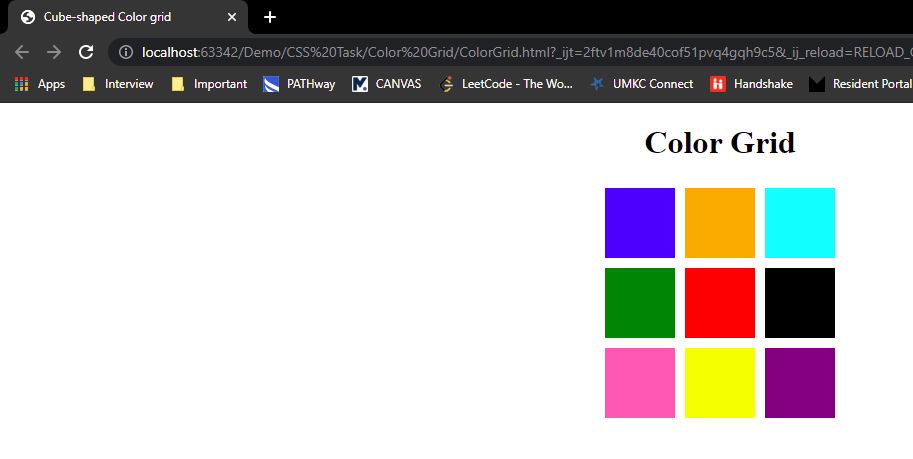 Cube-shaped Color grid
localhost:63342/Demo/CSS%20Task/Color%20Grid/ColorGrid.html?_ijt=2ftv1m8de40cof51pvq4gqh9c5&_ij_reload=RELOAD_
Apps Interview Important PATHway CANVAS LeetCode - The Wo... UMKC Connect Handshake Resident Portal
Color Grid